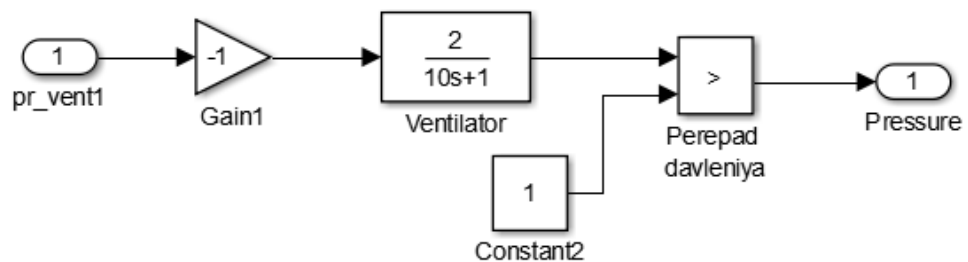 1
pr_vent1
-1
Gain1
2
10s+1
Ventilator
1
Constant2
>
Perepad
davleniya
1
Pressure